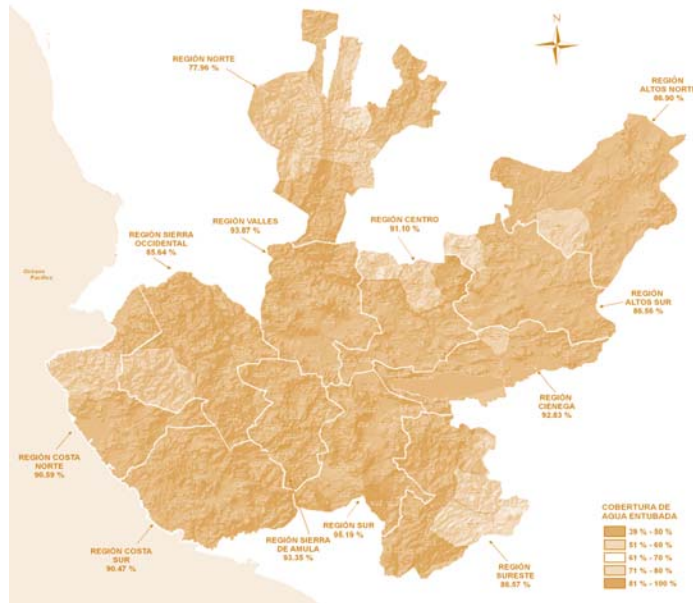 N
REGIÓN NORTE
77.96 %
REGIÓN
ALTOS NORTE
86.90 %
REGIÓN VALLES
93.87 %
REGIÓN CENTRO
91.10 %
REGIÓN SIERRA
OCCIDENTAL
85.64 %
Océano
Pacífico
REGIÓN
ALTOS SUR
86.56 %
REGIÓN
CIENEGA
92.83 %
REGIÓN COSTA
NORTE
90.59 %
REGIÓN SUR
95.19 %
REGIÓN COSTA
SUR
90.47 %
REGIÓN SIERRA
DE AMULA
93.35 %
REGIÓN
SURESTE
86.57 %
COBERTURA DE
AGUA ENTUBADA
29 % - 50 %
51 % - 60 %
61 % - 70 %
71 % - 80 %
81 % - 100 %